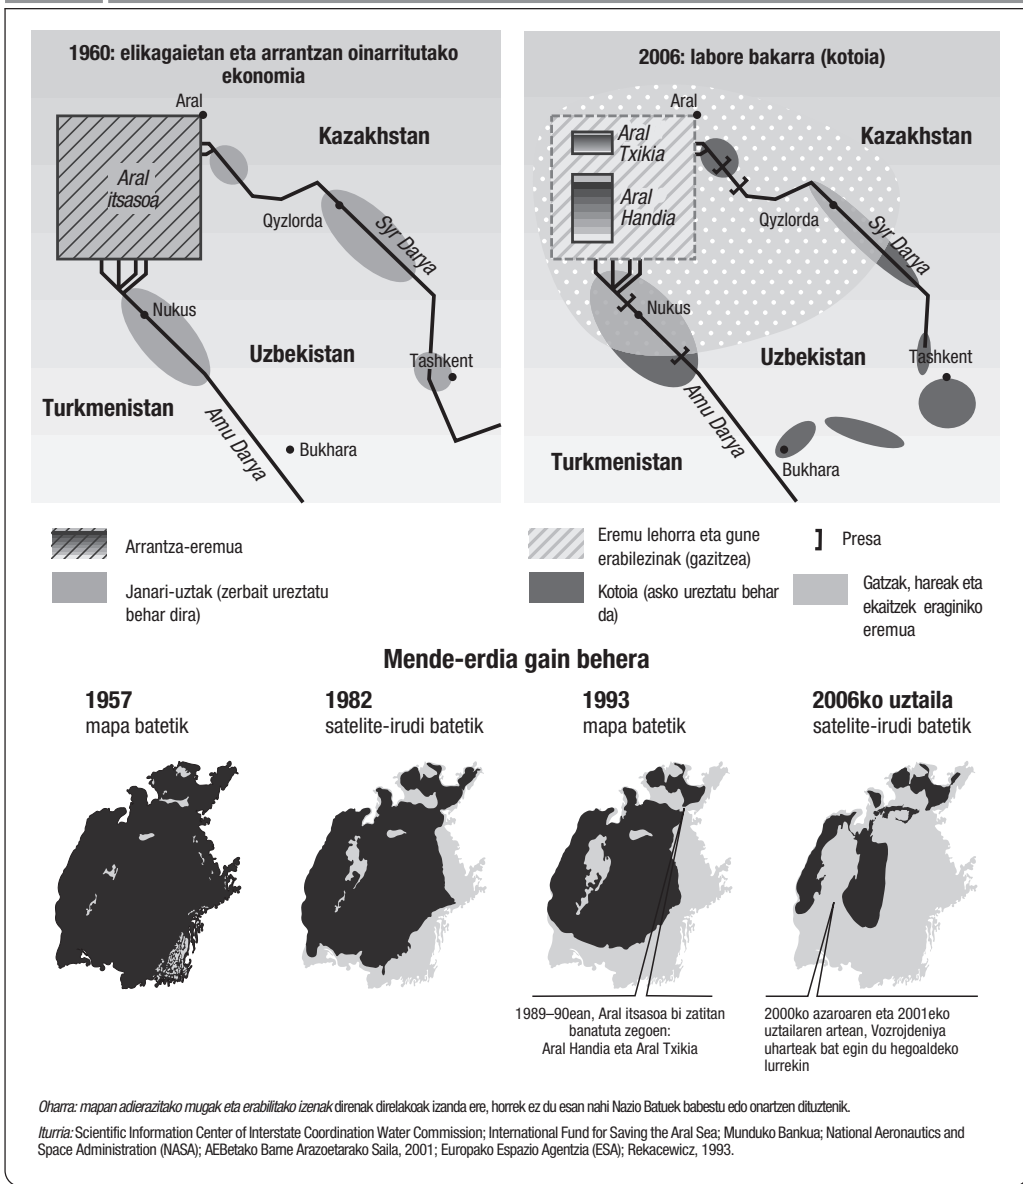 1960: elikagaietan eta arrantzan oinarritutako
ekonomia
Aral
Kazakhstan
Aral
itsasoa
Qyzlorda
Syr Darya
Nukus
Uzbekistan
Tashkent
Turkmenistan
Amu Darya
Bukhara
2006: labore bakarra (kotoia)
Aral
Kazakhstan
Aral
Txikia
Aral
Handia
Qyzlorda
Syr Darya
Nukus
Uzbekistan
Tashkent
Amu Darya
Turkmenistan
Bukhara
Arrantza-eremua
Janari-uztak (zerbait ureztatu
behar dira)
Eremu lehorra eta gune
erabilezinak (gazitzea)
Kotoia (asko ureztatu behar
da)
Presa
Gatzak, hareak eta
ekaitzek eraginiko
eremua
Mende-erdia gain behera
1957
mapa batetik
1982
satelite-irudi batetik
1993
mapa batetik
2006ko uztaila
satelite-irudi batetik
1989–90ean, Aral itsasoa bi zatitan
banatuta zegoen:
Aral Handia eta Aral Txikia
2000ko azaroaren eta 2001eko
uztailaren artean, Vozrojdeniya
uharteak bat egin du hegoaldeko
lurrekin
Oharra: mapan adierazitako mugak eta erabilitako izenak direnak direlakoak izanda ere, horrek ez du esan nahi Nazio Batuek babestu edo onartzen dituztenik.
Iturria: Scientific Information Center of Interstate Coordination Water Commission; International Fund for Saving the Aral Sea; Munduko Bankua; National Aeronautics and
Space Administration (NASA); AEBetako Barne Arazoetarako Saila, 2001; Europako Espazio Agentzia (ESA); Rekacewicz, 1993.